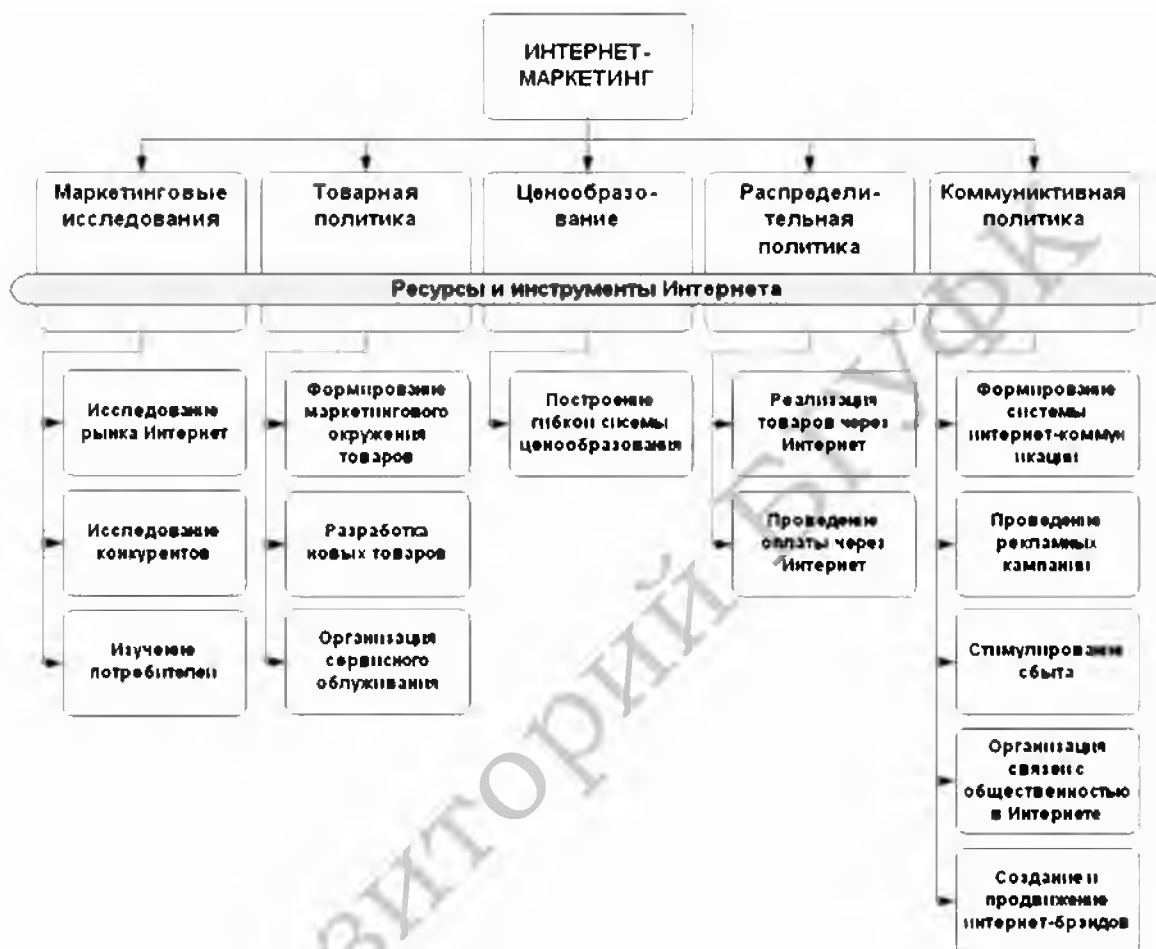 ИНТЕРНЕТ-
МАРКЕТИНГ
Маркетинговые
исследования
Товарная
политика
Ценообразо-
вание
Распредели-
тельная
политика
Коммуниктивная
политика
Ресурсы и инструменты Интернета
Исследование
рынка Интернет
Исследование
конкурентов
Изучение
потребителей
Формирование
маркетингового
окружения
товаров
Разработка
новых товаров
Организация
сервисного
облуживания
Построение
гибкой сисемы
ценообразования
Реализация
товаров через
Интернет
Проведение
оплаты через
Интернет
Формирование
системы
интернет-коммун
икации
Проведение
рекламных
кампаний
Стимулирование
сбыта
Организация
связей с
общественностью
в Интернете
Создание и
продвижение
интернет-брэндов
зиторий БГУФК